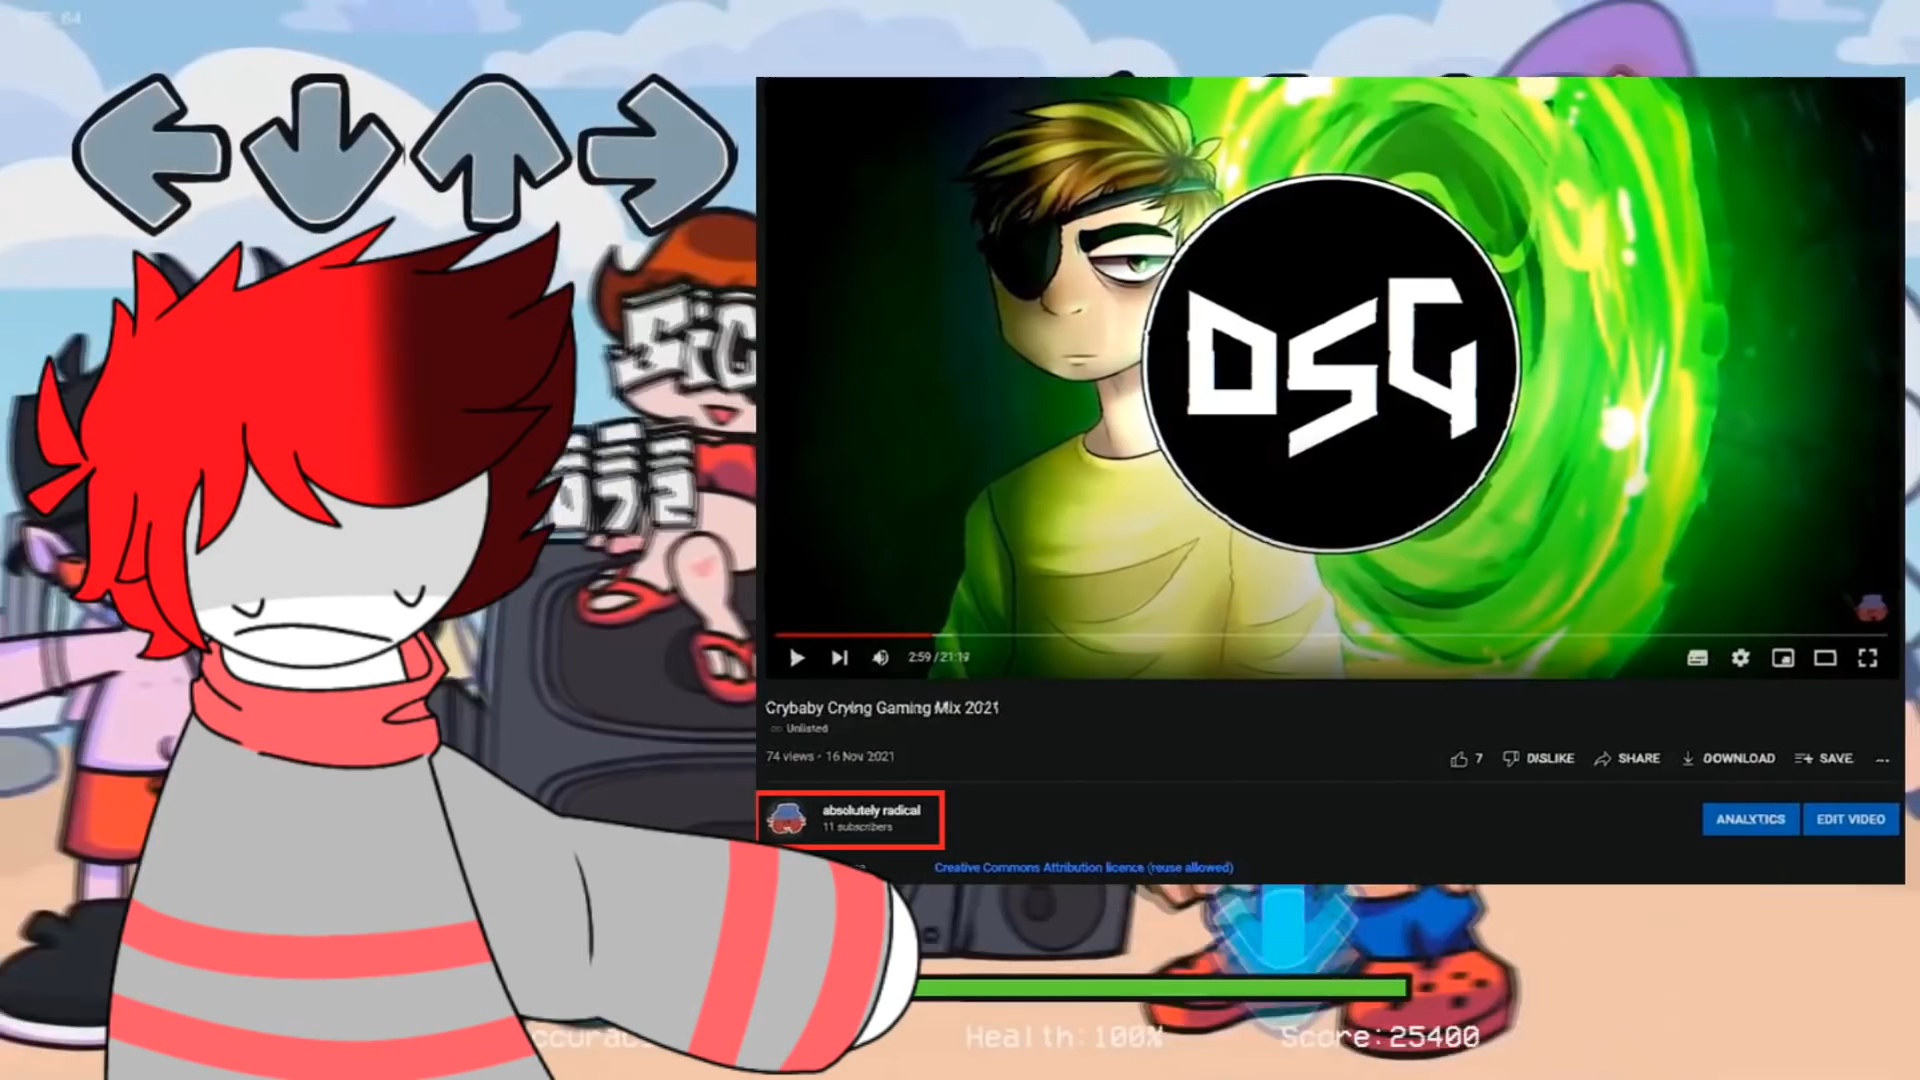 SiC
DSG
2:59 / 21:19
Crybaby Crying Gaming Mix 2021
Unlisted
74 views · 16 Nov 2021
7 DISLIKE SHARE DOWNLOAD SAVE ...
absolutely radical
11 subscribers
ANALYTICS EDIT VIDEO
Creative Commons Attribution licence (reuse allowed)
Health:100% Score:25400